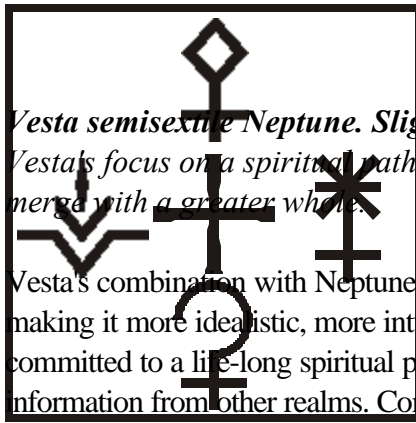 Vesta semisextile Neptune. Slig
Vesta's focus on a spiritual path
merge with a greater whole.
Vesta's combination with Neptune
making it more idealistic, more int
committed to a life-long spiritual p
information from other realms. Con